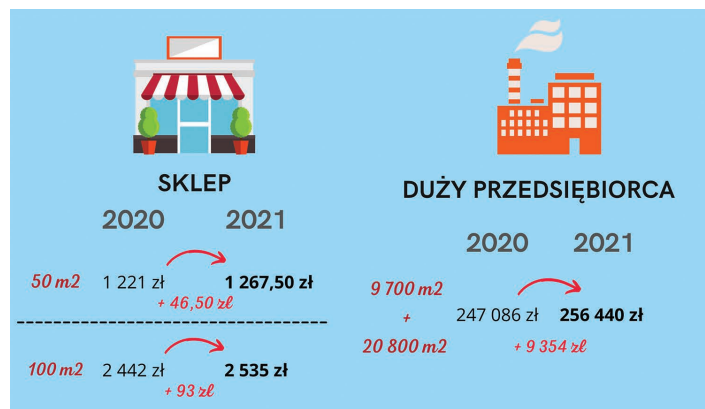 SKLEP
2020 2021
50 m2 1 221 zł 1 267,50 zł
+ 46,50 zł
100 m2 2 442 zł 2 535 zł
+ 93 zł
DUŻY PRZEDSIĘBIORCA
2020 2021
9 700 m2
+ 247 086 zł 256 440 zł
20 800 m2 + 9 354 zł